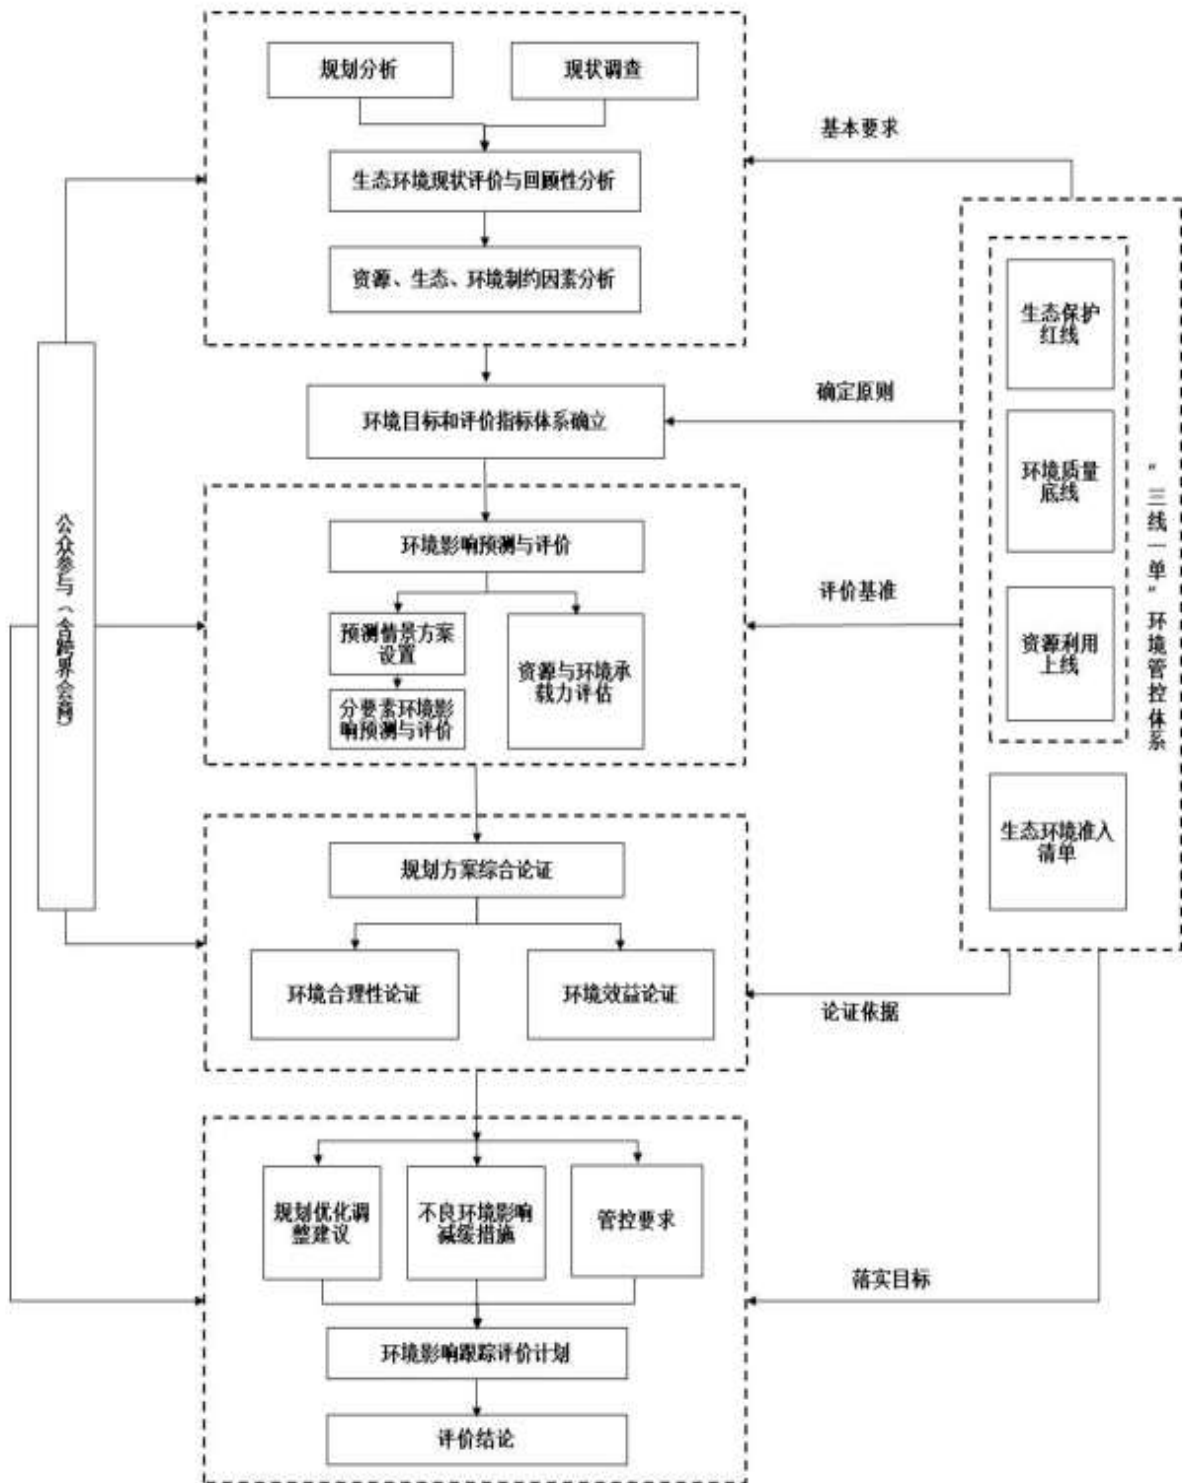 规划分析
现状调查
基本要求
生态环境现状评价与回顾性分析
资源、生态、环境制约因素分析
生态保护
红线
确定原则
环境目标和评价指标体系确立
环境质量
底线
“三线一单”环境管控体系
公众参与（含跨界会商）
环境影响预测与评价
评价基准
预测情景方案
设置
资源与环境承
载力评估
资源利用
上线
分要素环境影
响预测与评价
生态环境准入
清单
规划方案综合论证
环境合理性论证
环境效益论证
论证依据
规划优化调
整建议
不良环境影响
减缓措施
管控要求
落实目标
环境影响跟踪评价计划
评价结论